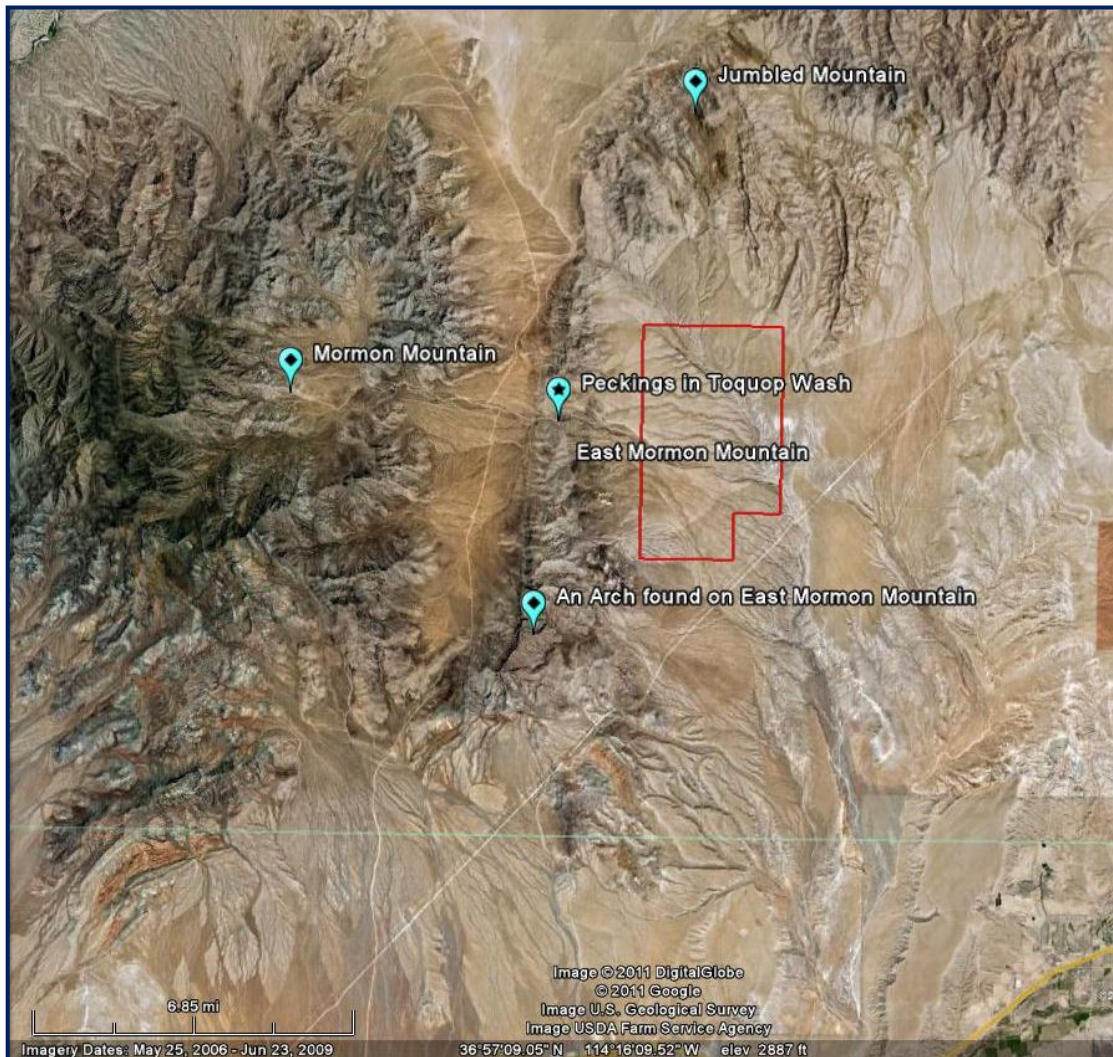 Jumbled Mountain
Mormon Mountain
Peckings in Toquop Wash
East Mormon Mountain
An Arch found on East Mormon Mountain
Image © 2011 DigitalGlobe
© 2011 Google
Image U.S. Geological Survey
Image USDA Farm Service Agency
6.85 mi
Imagery Dates: May 25, 2006 - Jun 23, 2009 36°57'09.05" N 114°16'09.52" W elev 2887 ft